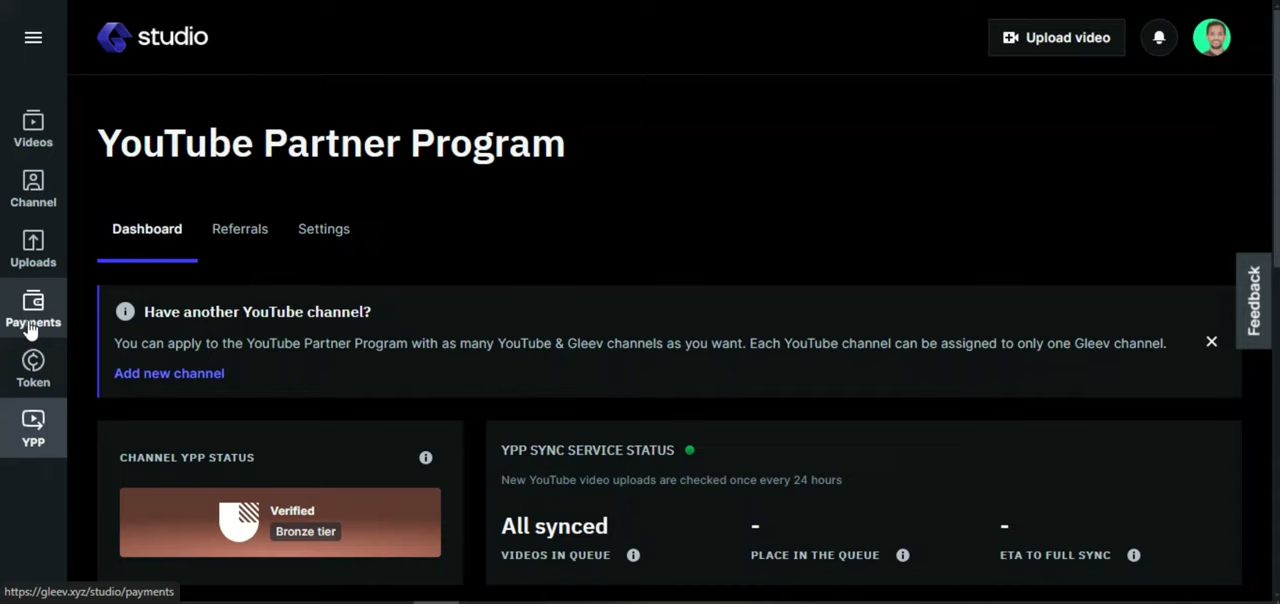 studio
Upload video
Videos
Channel
Uploads
Payments
Token
YPP
YouTube Partner Program
Dashboard
Referrals
Settings
Have another YouTube channel?
You can apply to the YouTube Partner Program with as many YouTube & Gleev channels as you want. Each YouTube channel can be assigned to only one Gleev channel.
Add new channel
Feedback
CHANNEL YPP STATUS
Verified
Bronze tier
YPP SYNC SERVICE STATUS
New YouTube video uploads are checked once every 24 hours
All synced
-
-
VIDEOS IN QUEUE
PLACE IN THE QUEUE
ETA TO FULL SYNC
https://gleev.xyz/studio/payments